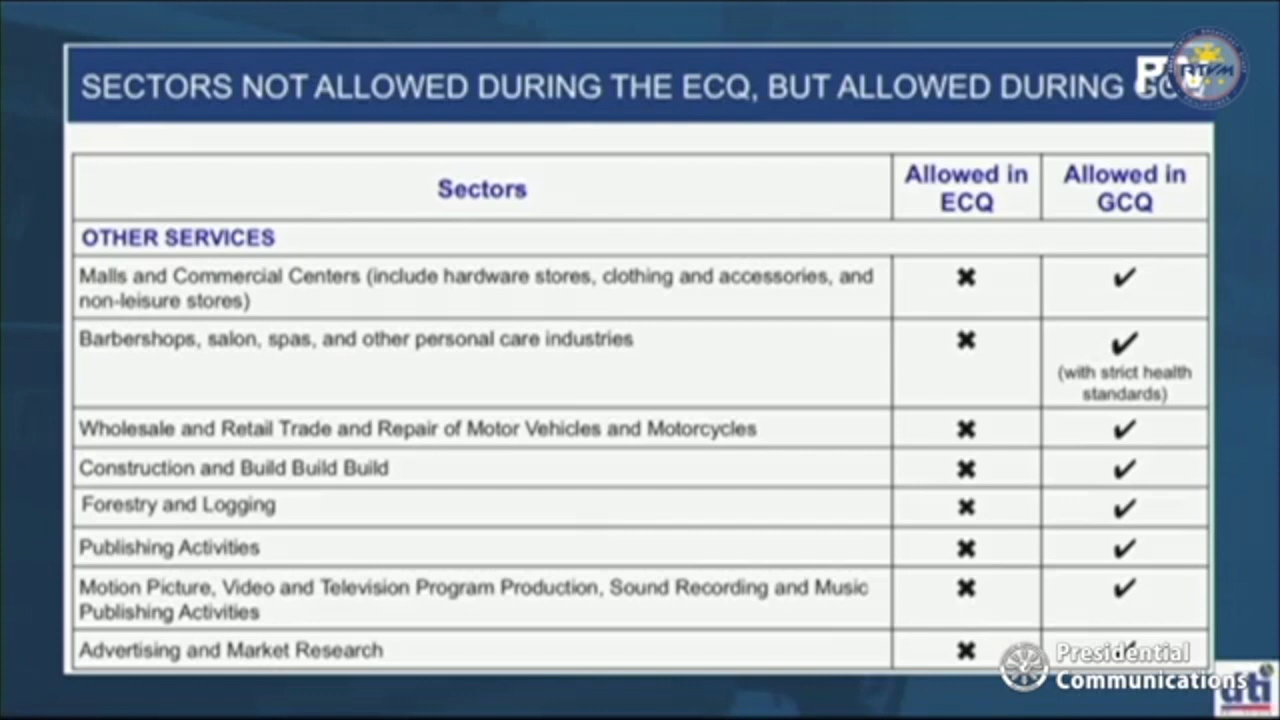 SECTORS NOT ALLOWED DURING THE ECQ, BUT ALLOWED DURING
RTVM
Sectors
Allowed in
ECQ
Allowed in
GCQ
OTHER SERVICES
Malls and Commercial Centers (include hardware stores, clothing and accessories, and
non-leisure stores)
✖ ✔
Barbershops, salon, spas, and other personal care industries
✖ ✔
(with strict health
standards)
Wholesale and Retail Trade and Repair of Motor Vehicles and Motorcycles
✖ ✔
Construction and Build Build Build
✖ ✔
Forestry and Logging
✖ ✔
Publishing Activities
✖ ✔
Motion Picture, Video and Television Program Production, Sound Recording and Music
Publishing Activities
✖ ✔
Advertising and Market Research
✖ ✔
Presidential
Communications
dti